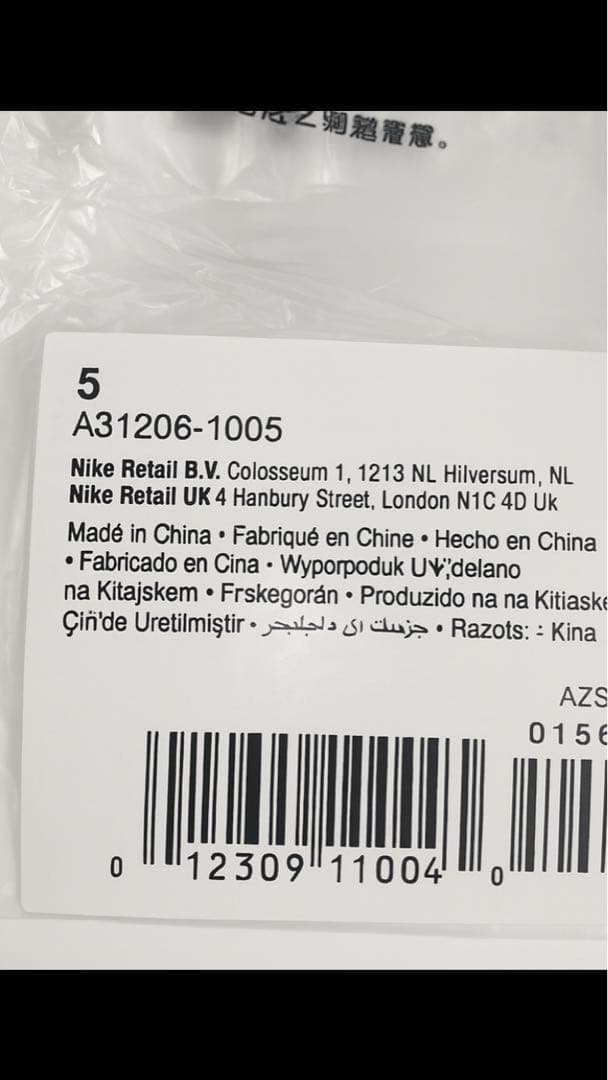 5
A31206-1005
Nike Retail B.V. Colosseum 1, 1213 NL Hilversum, NL
Nike Retail UK 4 Hanbury Street, London N1C 4D Uk
Madé in China • Fabriqué en Chine • Hecho en China
• Fabricado en Cina • Wyporpoduk
na Kitajskem • Frskegorán • Produzido na na Kitiaske
Çiñ'de Uretilmiştir • • Razots: Kina
AZS
0156
0 12309 11004 0